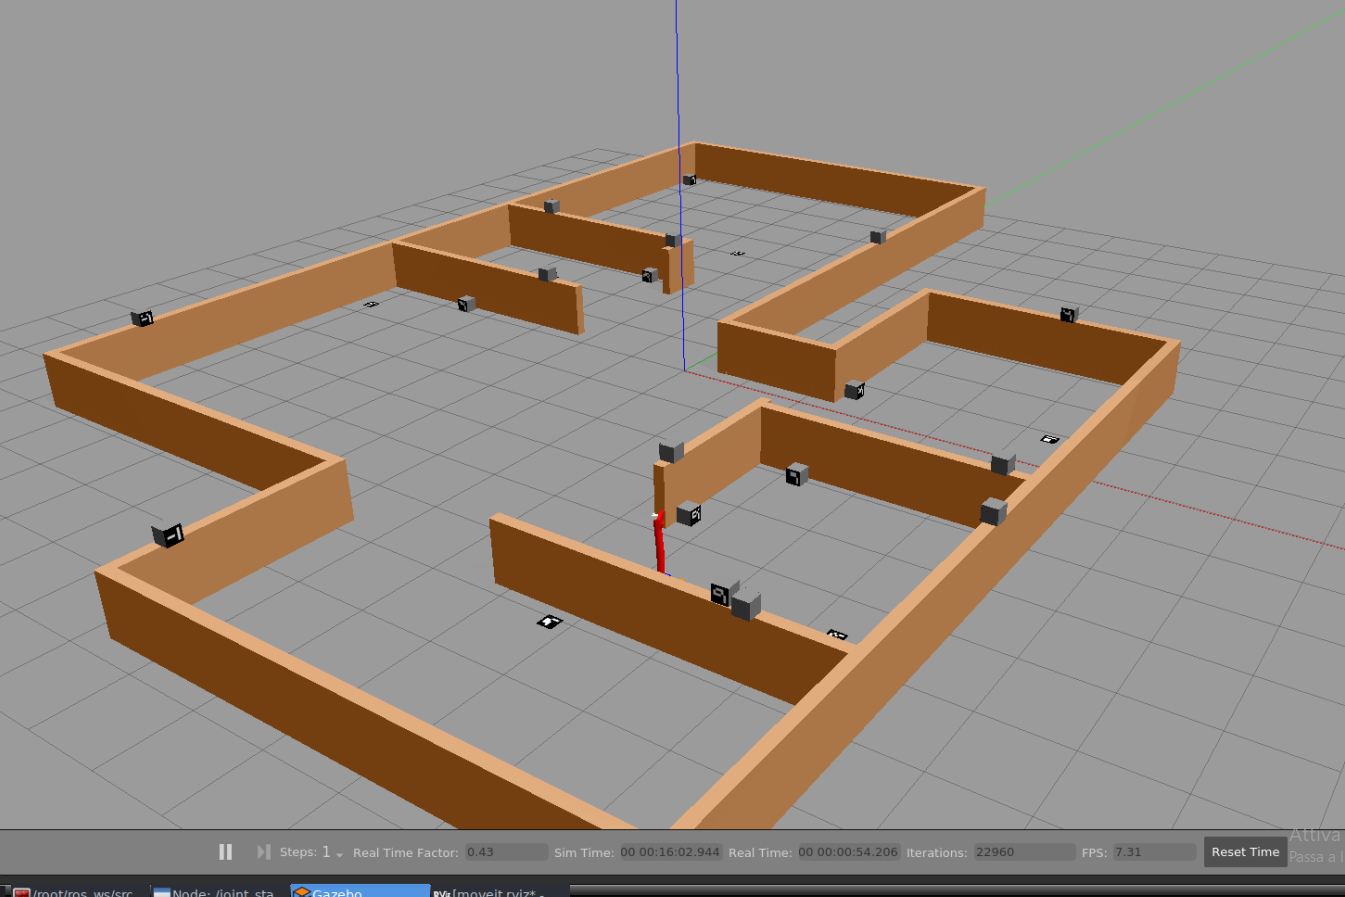 Attiva
Steps: 1 Real Time Factor: 0.43 Sim Time: 00 00:16:02.944 Real Time: 00 00:00:54.206 Iterations: 22960 FPS: 7.31 Reset Time
Passa a I
/root/ros_ws/src Node: /joint_sta Gazebo [moveit.rviz* -